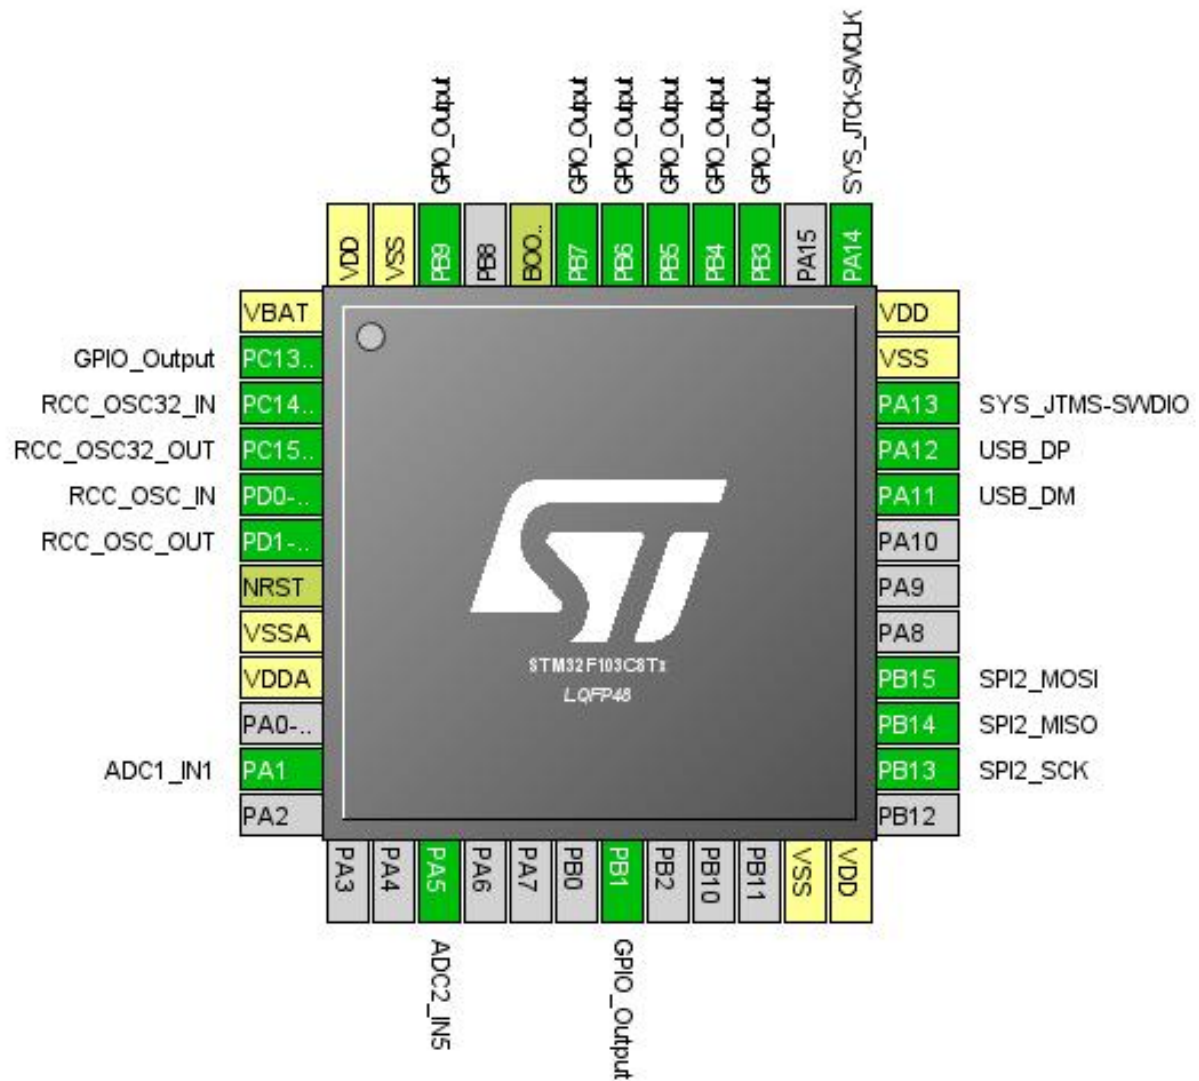 GPIO_Output
GPIO_Output
GPIO_Output
GPIO_Output
GPIO_Output
GPIO_Output
SYS_JTCK-SWCLK
VDD
VSS
PB9
PB8
BOO..
PB7
PB6
PB5
PB4
PB3
PA15
PA14
VBAT
GPIO_Output PC13..
RCC_OSC32_IN PC14..
RCC_OSC32_OUT PC15..
RCC_OSC_IN PD0-..
RCC_OSC_OUT PD1-..
NRST
VSSA
VDDA
PA0-..
ADC1_IN1 PA1
PA2
VDD
VSS
PA13 SYS_JTMS-SWDIO
PA12 USB_DP
PA11 USB_DM
PA10
PA9
PA8
PB15 SPI2_MOSI
PB14 SPI2_MISO
PB13 SPI2_SCK
PB12
ST
STM32F103C8Tx
LQFP48
PA3
PA4
PA5
PA6
PA7
PB0
PB1
PB2
PB10
PB11
VSS
VDD
ADC2_IN5
GPIO_Output